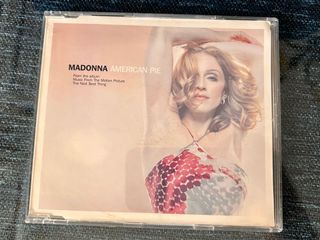 MADONNA AMERICAN PIE
From the album
Music From The Motion Picture
The Next Best Thing